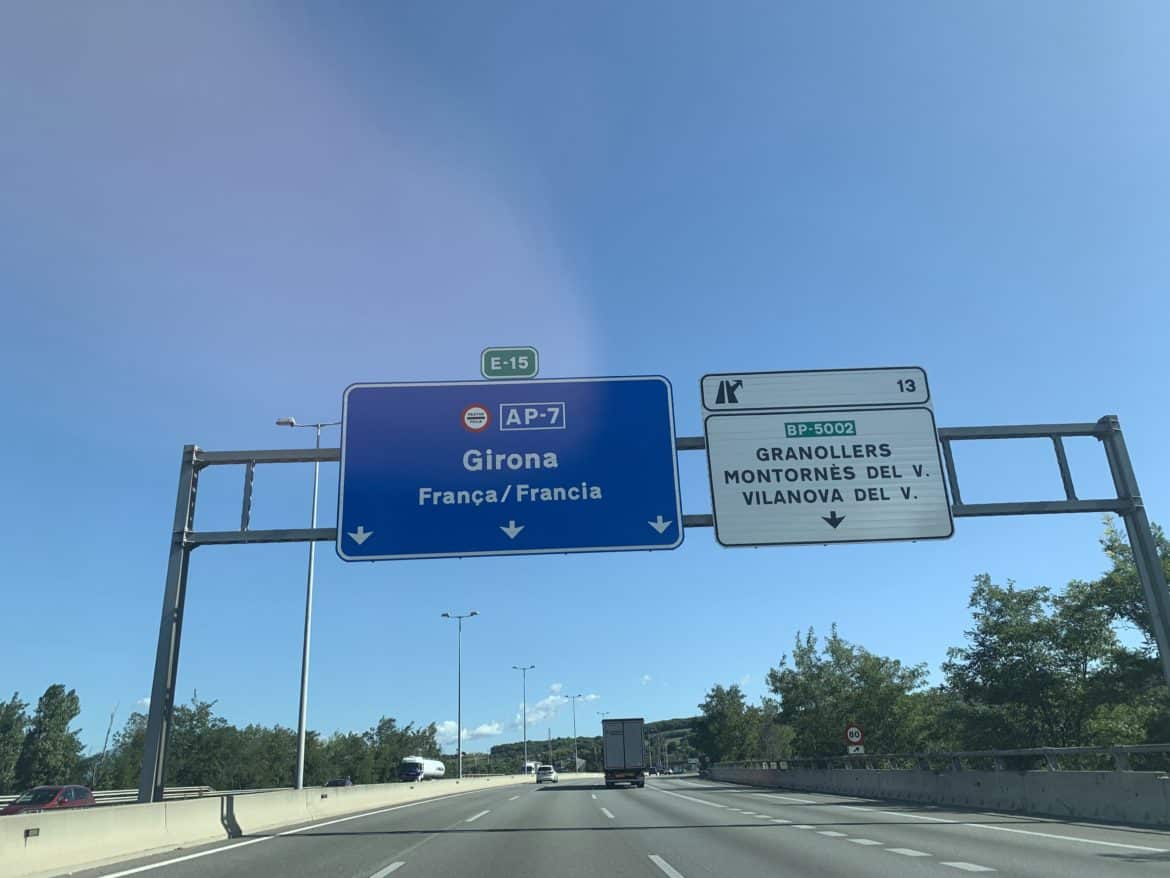 E-15
AP-7
Girona
França/Francia
13
BP-5002
GRANOLLERS
MONTORNÈS DEL V.
VILANOVA DEL V.
60